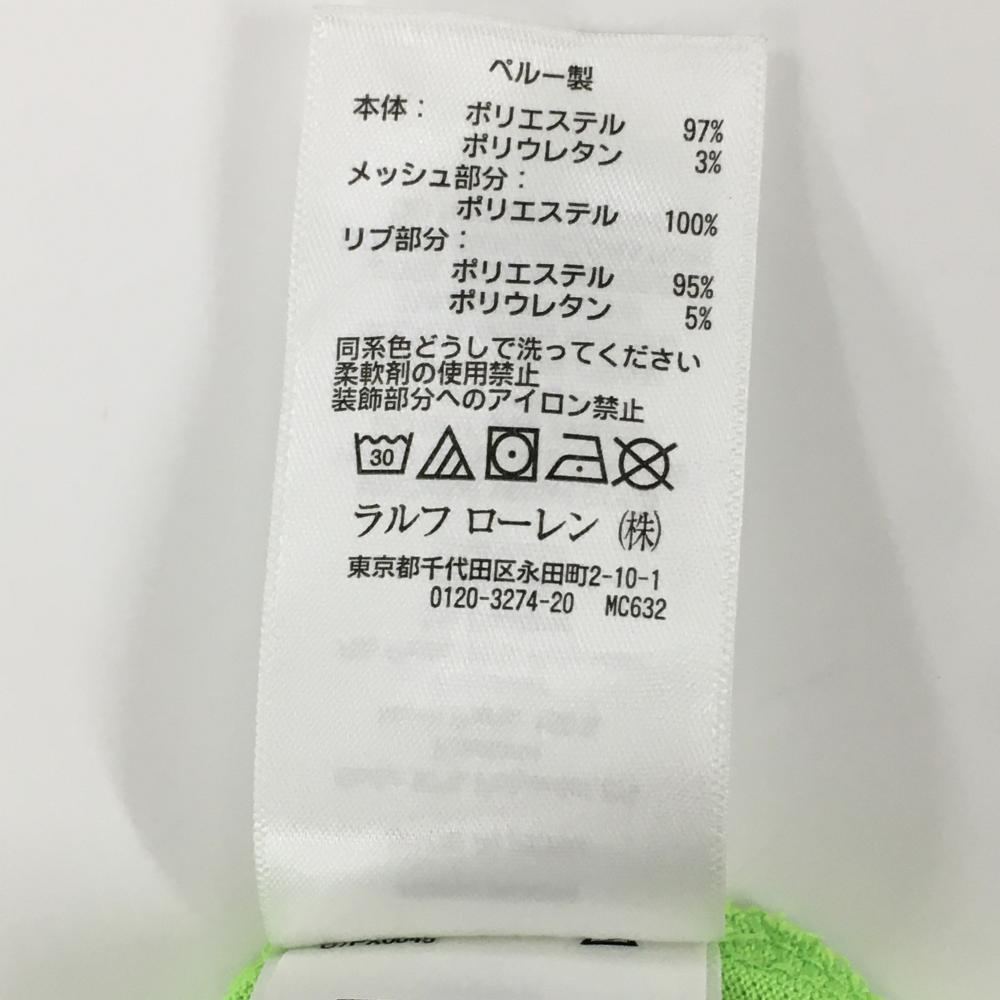 ペルー製
本体： ポリエステル 97%
ポリウレタン 3%
メッシュ部分：
ポリエステル 100%
リブ部分：
ポリエステル 95%
ポリウレタン 5%
同系色どうしで洗ってください
柔軟剤の使用禁止
装飾部分へのアイロン禁止
30
ラルフ ローレン ㈱
東京都千代田区永田町2-10-1
0120-3274-20 MC632